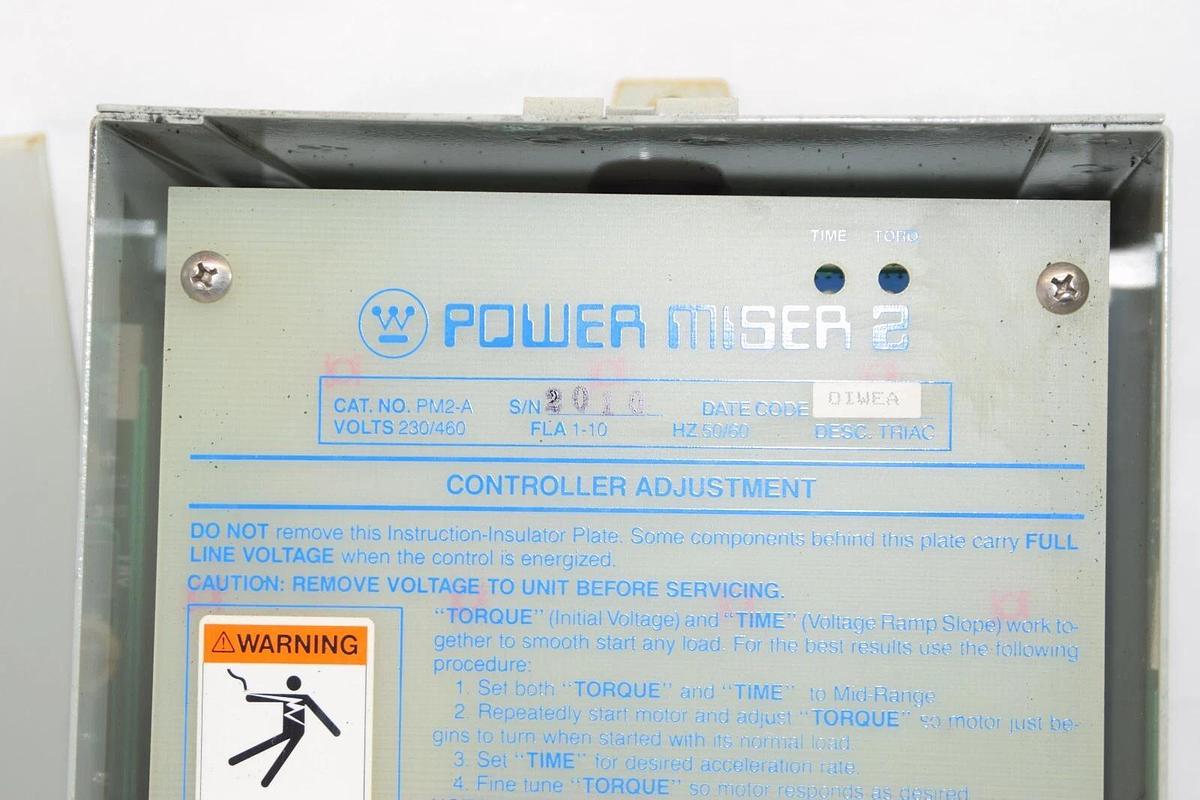 TIME TORQ
POWER MISER 2
CAT. NO. PM2-A S/N 2010 DATE CODE OIWEA
VOLTS 230/460 FLA 1-10 HZ 50/60 DESC. TRIAC
CONTROLLER ADJUSTMENT
DO NOT remove this Instruction-Insulator Plate. Some components behind this plate carry FULL
LINE VOLTAGE when the control is energized.
CAUTION: REMOVE VOLTAGE TO UNIT BEFORE SERVICING.
WARNING
"TORQUE" (Initial Voltage) and "TIME" (Voltage Ramp Slope) work to-
gether to smooth start any load. For the best results use the following
procedure:
1. Set both "TORQUE" and "TIME" to Mid-Range.
2. Repeatedly start motor and adjust "TORQUE" so motor just be-
gins to turn when started with its normal load.
3. Set "TIME" for desired acceleration rate.
4. Fine tune "TORQUE" so motor responds as desired.